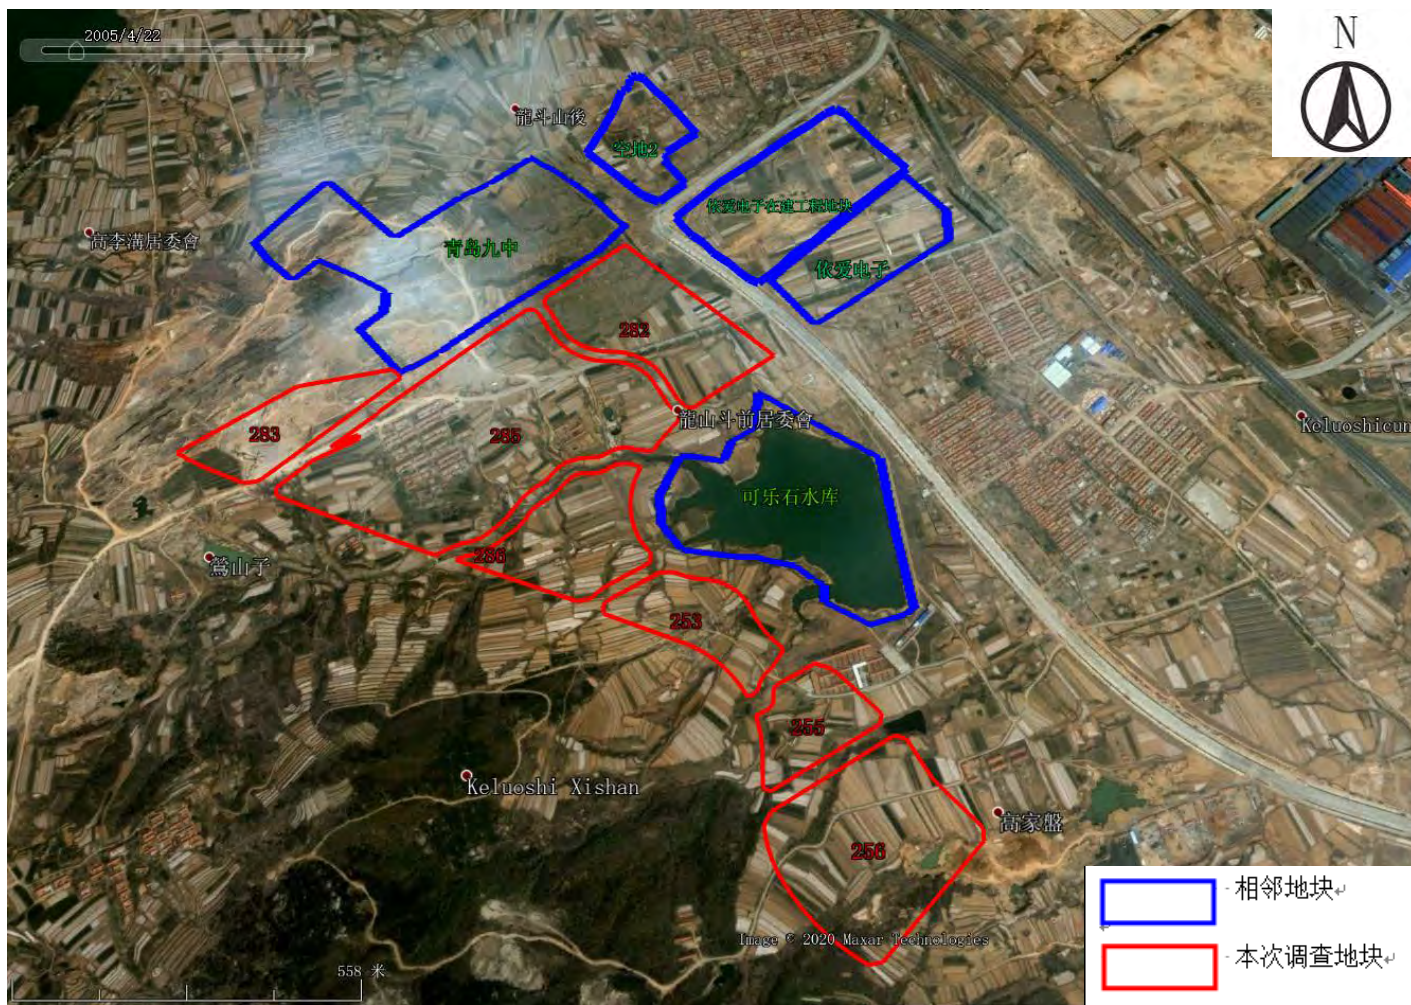 2005/4/22
N
龍斗山後
空地2
依爱电子在建工程地块
高李溝居委會
青岛九中
依爱电子
282
龍山斗前居委會
Keluoshicun
283
285
可乐石水库
286
鶯山子
253
255
Keluoshi Xishan
高家盤
256
相邻地块
Image © 2020 Maxar Technologies
本次调查地块
558 米